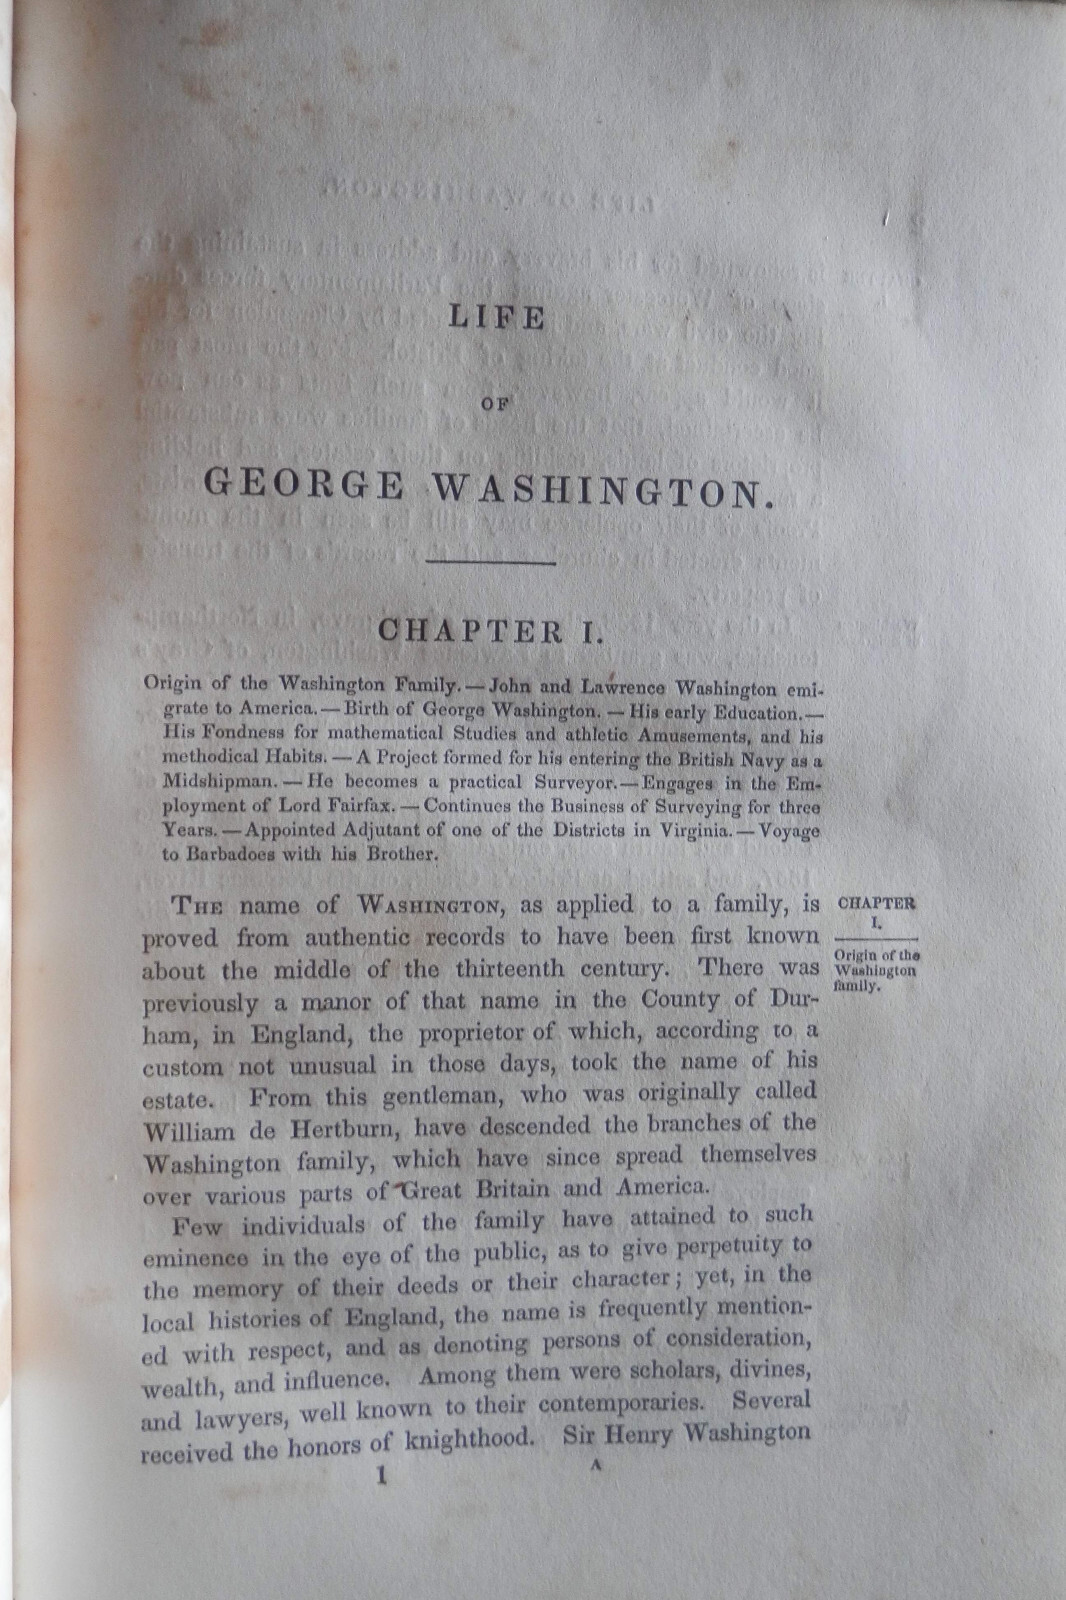 LIFE
OF
GEORGE WASHINGTON.
CHAPTER I.
Origin of the Washington Family. — John and Lawrence Washington emi-
grate to America. — Birth of George Washington. — His early Education. —
His Fondness for mathematical Studies and athletic Amusements, and his
methodical Habits. — A Project formed for his entering the British Navy as a
Midshipman. — He becomes a practical Surveyor. — Engages in the Em-
ployment of Lord Fairfax. — Continues the Business of Surveying for three
Years. — Appointed Adjutant of one of the Districts in Virginia. — Voyage
to Barbadoes with his Brother.
THE name of WASHINGTON, as applied to a family, is
proved from authentic records to have been first known
about the middle of the thirteenth century. There was
previously a manor of that name in the County of Dur-
ham, in England, the proprietor of which, according to a
custom not unusual in those days, took the name of his
estate. From this gentleman, who was originally called
William de Hertburn, have descended the branches of the
Washington family, which have since spread themselves
over various parts of Great Britain and America.
Few individuals of the family have attained to such
eminence in the eye of the public, as to give perpetuity to
the memory of their deeds or their character; yet, in the
local histories of England, the name is frequently mention-
ed with respect, and as denoting persons of consideration,
wealth, and influence. Among them were scholars, divines,
and lawyers, well known to their contemporaries. Several
received the honors of knighthood. Sir Henry Washington
1 A
CHAPTER
I.
Origin of the
Washington
family.